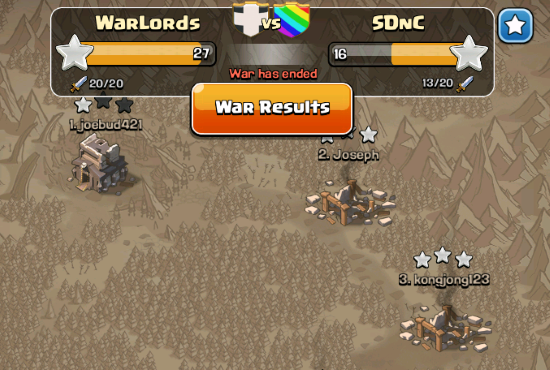 WarLords
vs
SDnC
27
16
War has ended
20/20
13/20
War Results
1. joebud421
2. Joseph
3. kongjong123